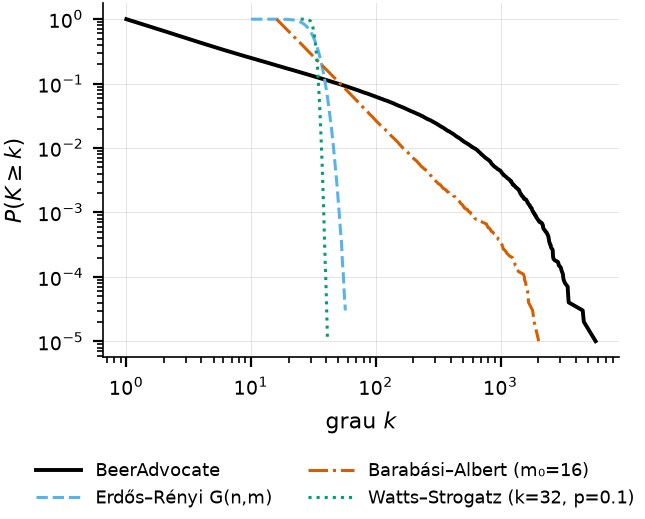 10⁰
10⁻¹
10⁻²
10⁻³
10⁻⁴
10⁻⁵
P(K ≥ k)
10⁰ 10¹ 10² 10³
grau k
BeerAdvocate
Erdős–Rényi G(n,m)
Barabási–Albert (m₀=16)
Watts–Strogatz (k=32, p=0.1)